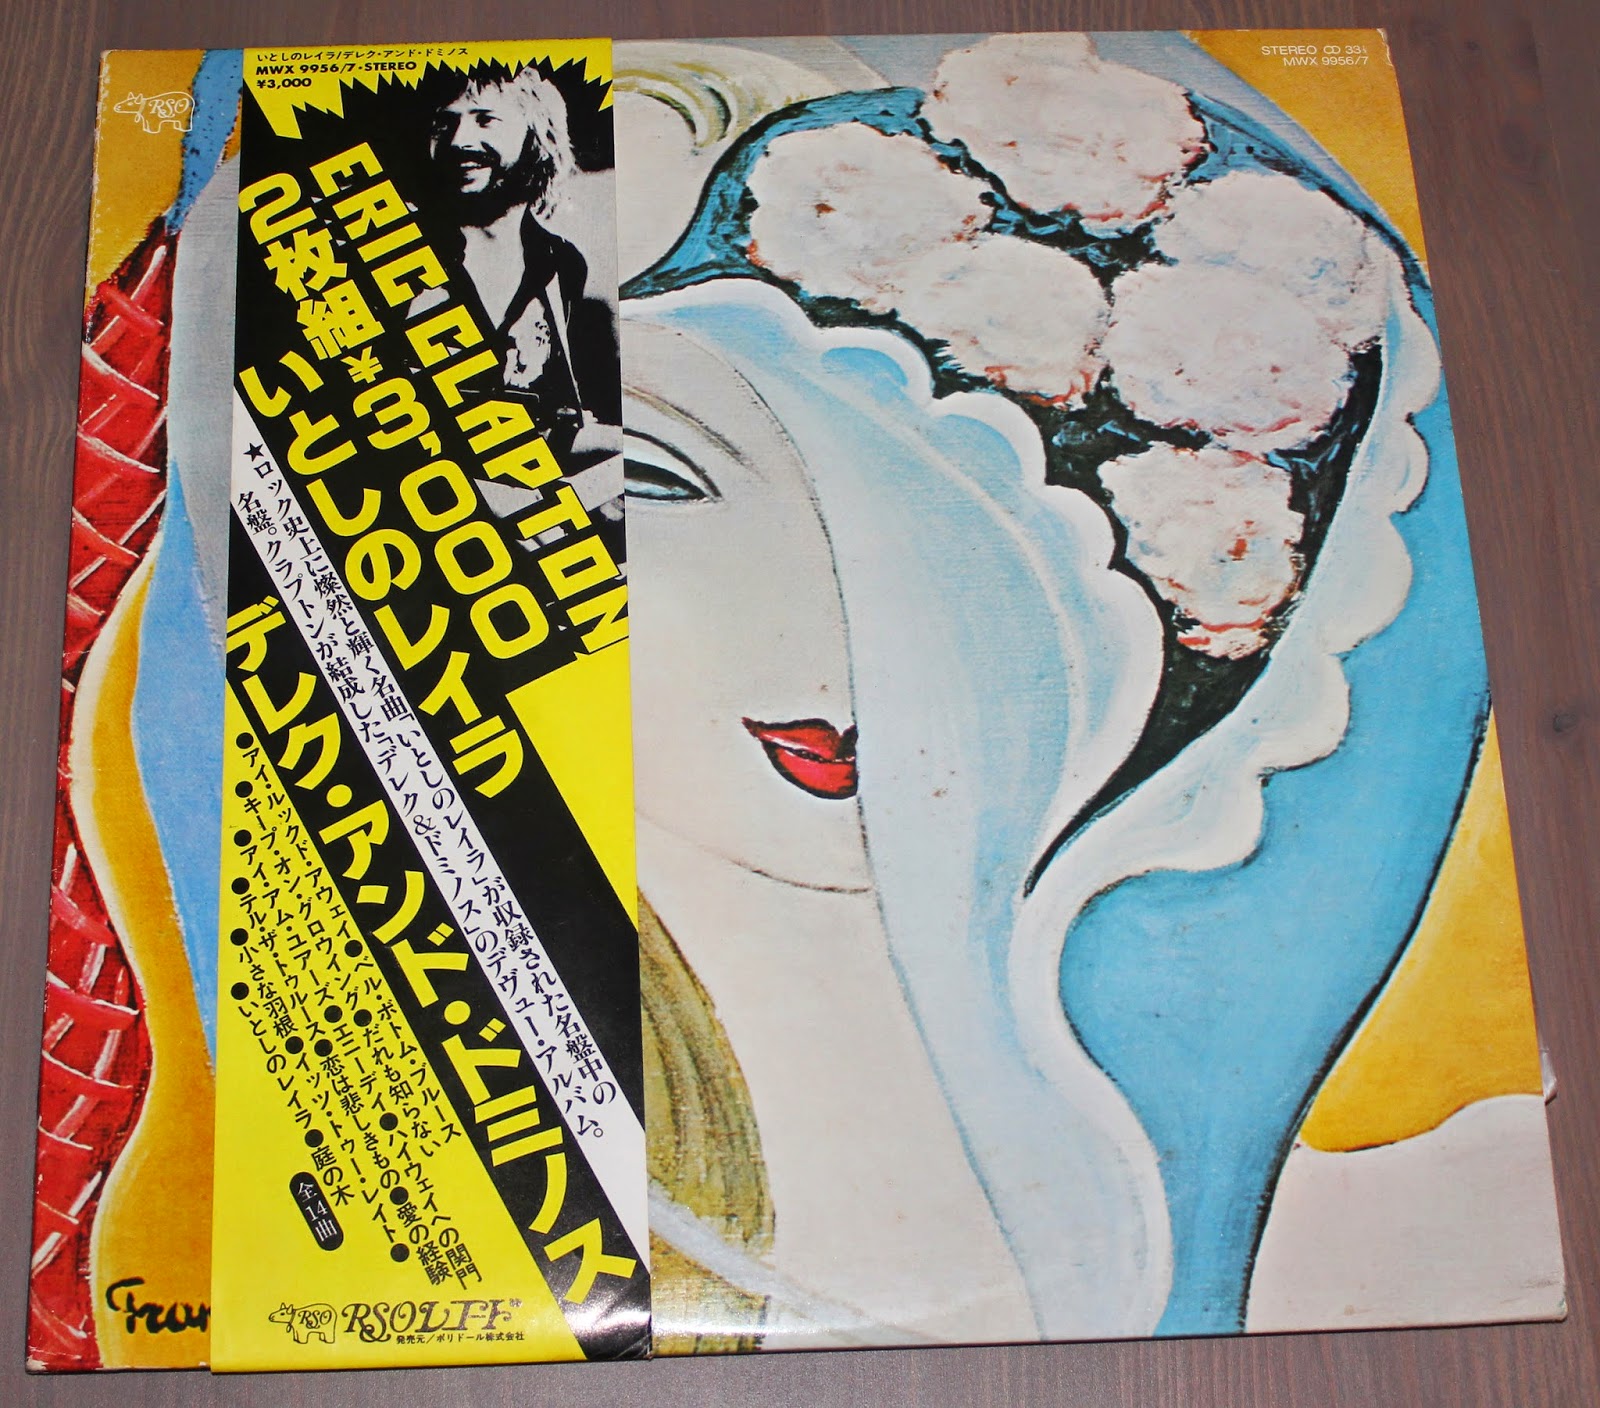 いとしのレイラ/デレク・アンド・ドミノス
MWX 9956/7・STEREO
¥3,000
STEREO 33⅓
MWX 9956/7
RSO
ERIC CLAPTON
2枚組¥3,000
いとしのレイラ
★ロック史上に燦然と輝く名曲「いとしのレイラ」が収録された名盤中の
名盤。クラプトンが結成した「デレク&ドミノス」のデヴュー・アルバム。
デレク・アンド・ドミノス
●アイ・ルックド・アウェイ●ベル・ボトム・ブルース
●キープ・オン・グロウイング●だれも知らない
●アイ・アム・ユアーズ●エニーデイ●ハイウェイへの関門
●テル・ザ・トゥルース●恋は悲しきもの●愛の経験
●小さな羽根●イッツ・トゥー・レイト●
●いとしのレイラ●庭の木
全14曲
RSO
RSOレコード
発売元/ポリドール株式会社
Fran